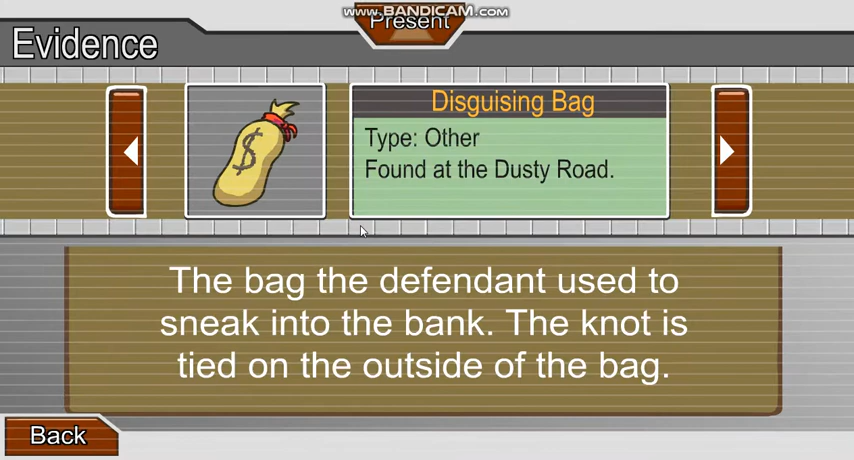 www.BANDICAM.com
Present
Evidence
Disguising Bag
Type: Other
Found at the Dusty Road.
$
The bag the defendant used to
sneak into the bank. The knot is
tied on the outside of the bag.
Back